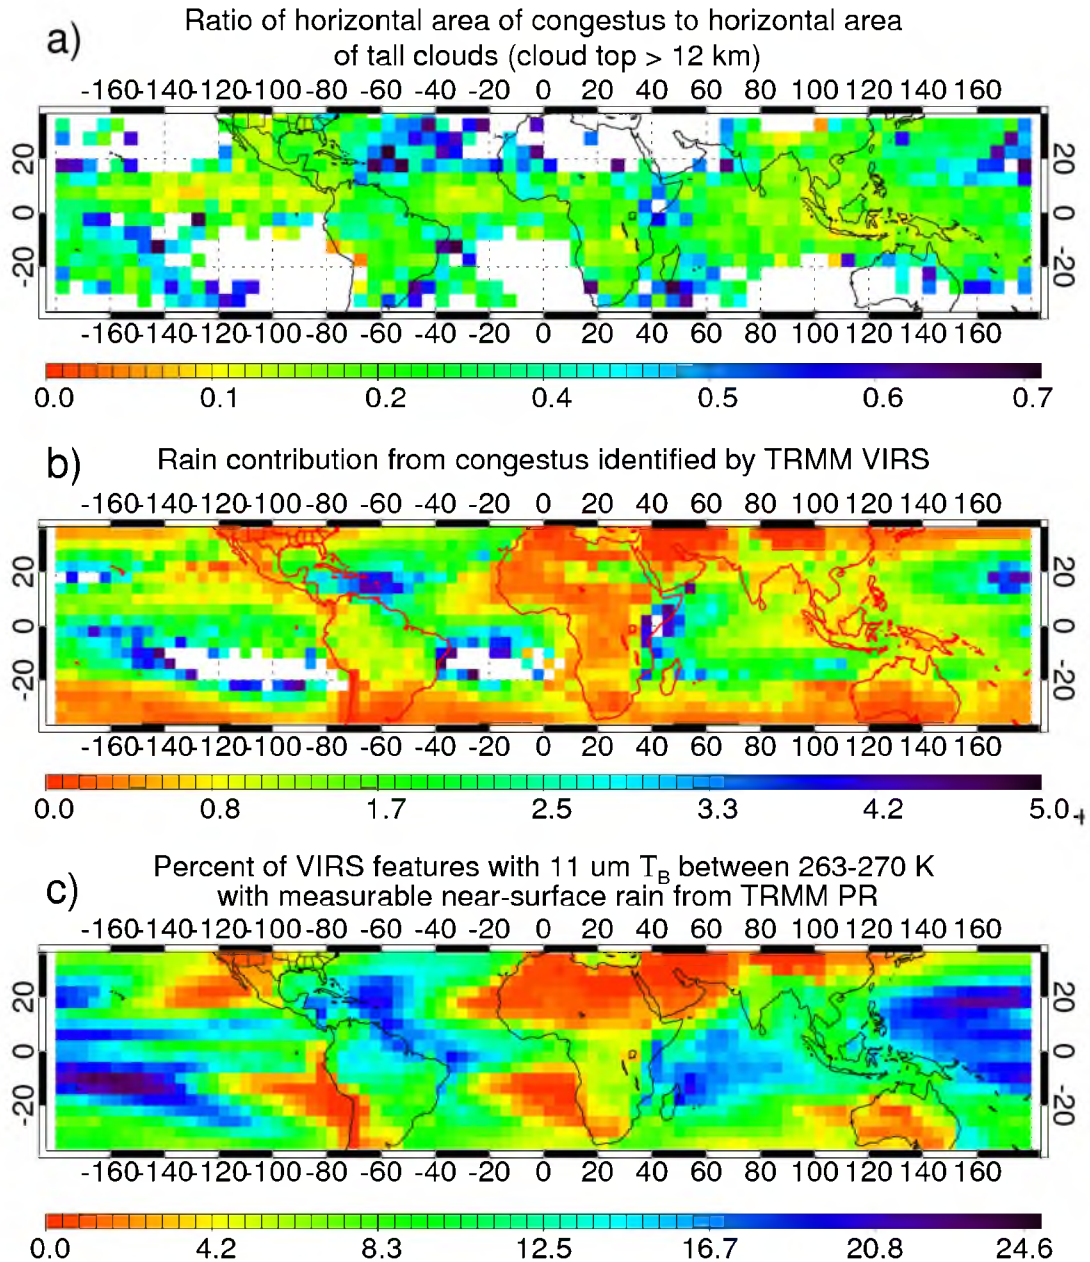 a)
Ratio of horizontal area of congestus to horizontal area
of tall clouds (cloud top > 12 km)
-160 -140 -120 -100 -80 -60 -40 -20 0 20 40 60 80 100 120 140 160
20 20
0 0
-20 -20
-160 -140 -120 -100 -80 -60 -40 -20 0 20 40 60 80 100 120 140 160
0.0 0.1 0.2 0.4 0.5 0.6 0.7
b)
Rain contribution from congestus identified by TRMM VIRS
-160 -140 -120 -100 -80 -60 -40 -20 0 20 40 60 80 100 120 140 160
20 20
0 0
-20 -20
-160 -140 -120 -100 -80 -60 -40 -20 0 20 40 60 80 100 120 140 160
0.0 0.8 1.7 2.5 3.3 4.2 5.0+
c)
Percent of VIRS features with 11 um T_B between 263-270 K
with measurable near-surface rain from TRMM PR
-160 -140 -120 -100 -80 -60 -40 -20 0 20 40 60 80 100 120 140 160
20 20
0 0
-20 -20
-160 -140 -120 -100 -80 -60 -40 -20 0 20 40 60 80 100 120 140 160
0.0 4.2 8.3 12.5 16.7 20.8 24.6